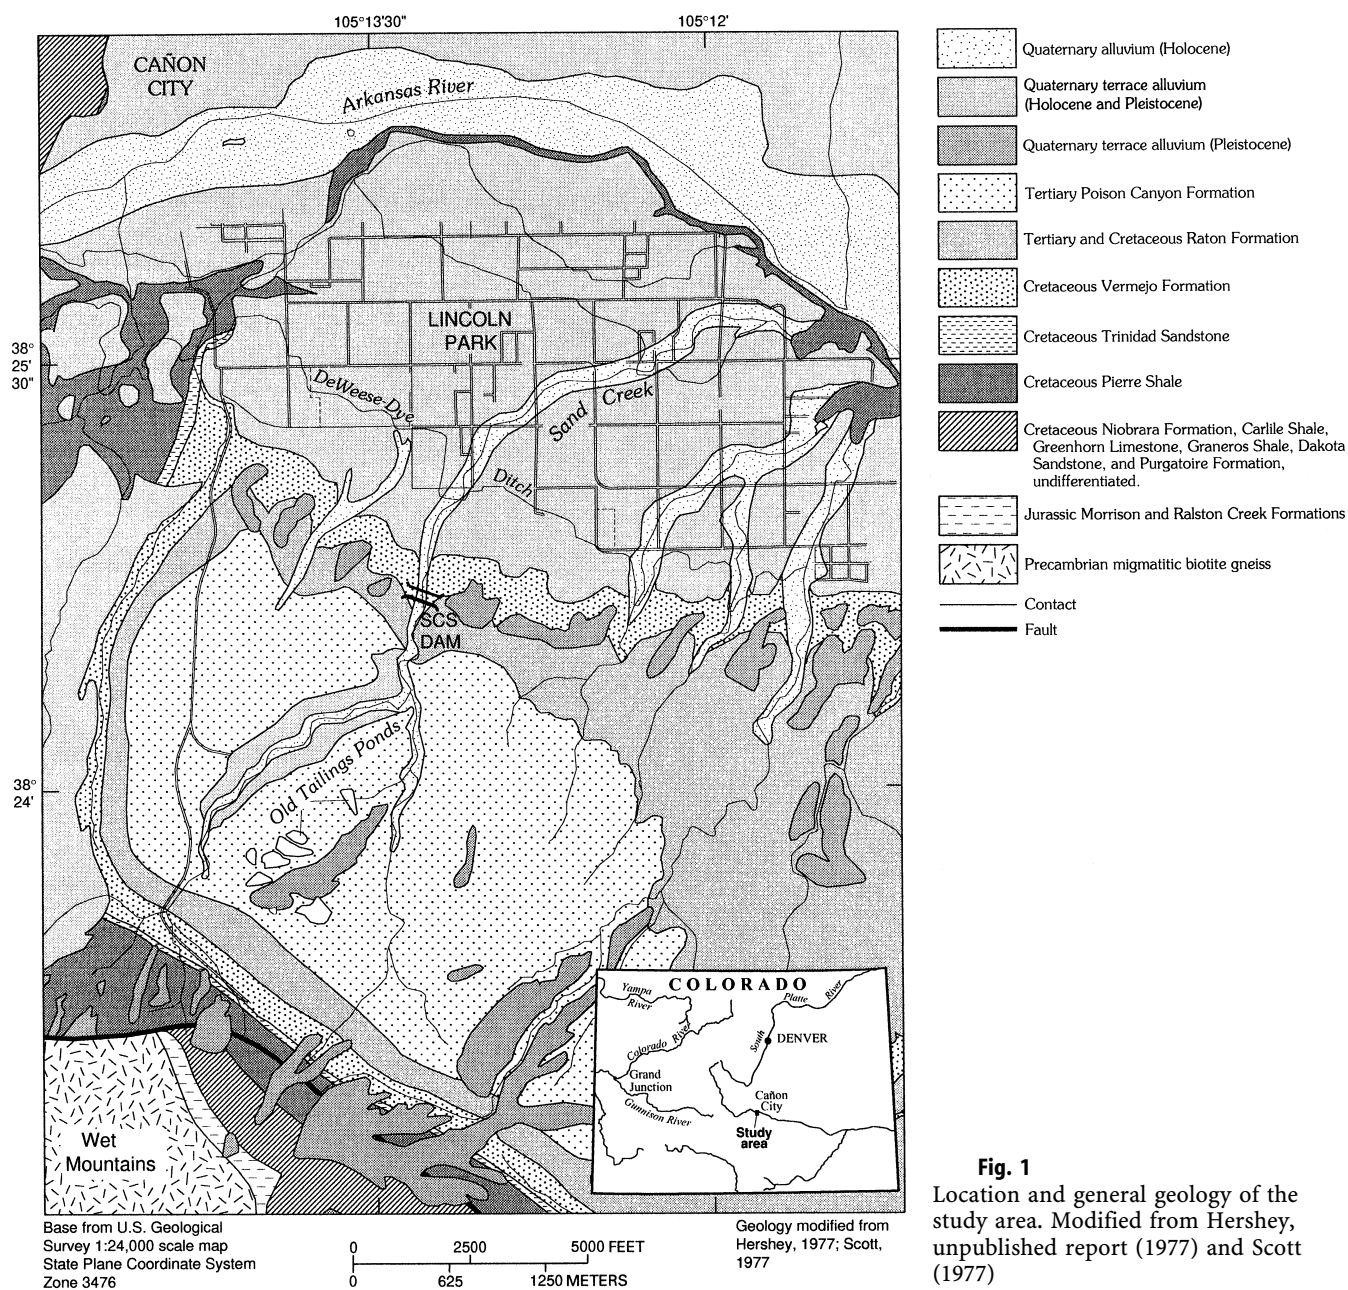 105°13'30"
105°12'
CAÑON
CITY
Arkansas River
LINCOLN
PARK
38°
25'
30"
DeWeese-Dye
Sand Creek
Ditch
SCS
DAM
Old Tailings Ponds
38°
24'
Wet
Mountains
COLORADO
Yampa
River
Platte River
South
DENVER
Colorado River
Grand
Junction
Gunnison River
Cañon
City
Study
area
Base from U.S. Geological
Survey 1:24,000 scale map
State Plane Coordinate System
Zone 3476
0 2500 5000 FEET
0 625 1250 METERS
Geology modified from
Hershey, 1977; Scott,
1977
Quaternary alluvium (Holocene)
Quaternary terrace alluvium
(Holocene and Pleistocene)
Quaternary terrace alluvium (Pleistocene)
Tertiary Poison Canyon Formation
Tertiary and Cretaceous Raton Formation
Cretaceous Vermejo Formation
Cretaceous Trinidad Sandstone
Cretaceous Pierre Shale
Cretaceous Niobrara Formation, Carlile Shale,
Greenhorn Limestone, Graneros Shale, Dakota
Sandstone, and Purgatoire Formation,
undifferentiated.
Jurassic Morrison and Ralston Creek Formations
Precambrian migmatitic biotite gneiss
Contact
Fault
Fig. 1
Location and general geology of the
study area. Modified from Hershey,
unpublished report (1977) and Scott
(1977)